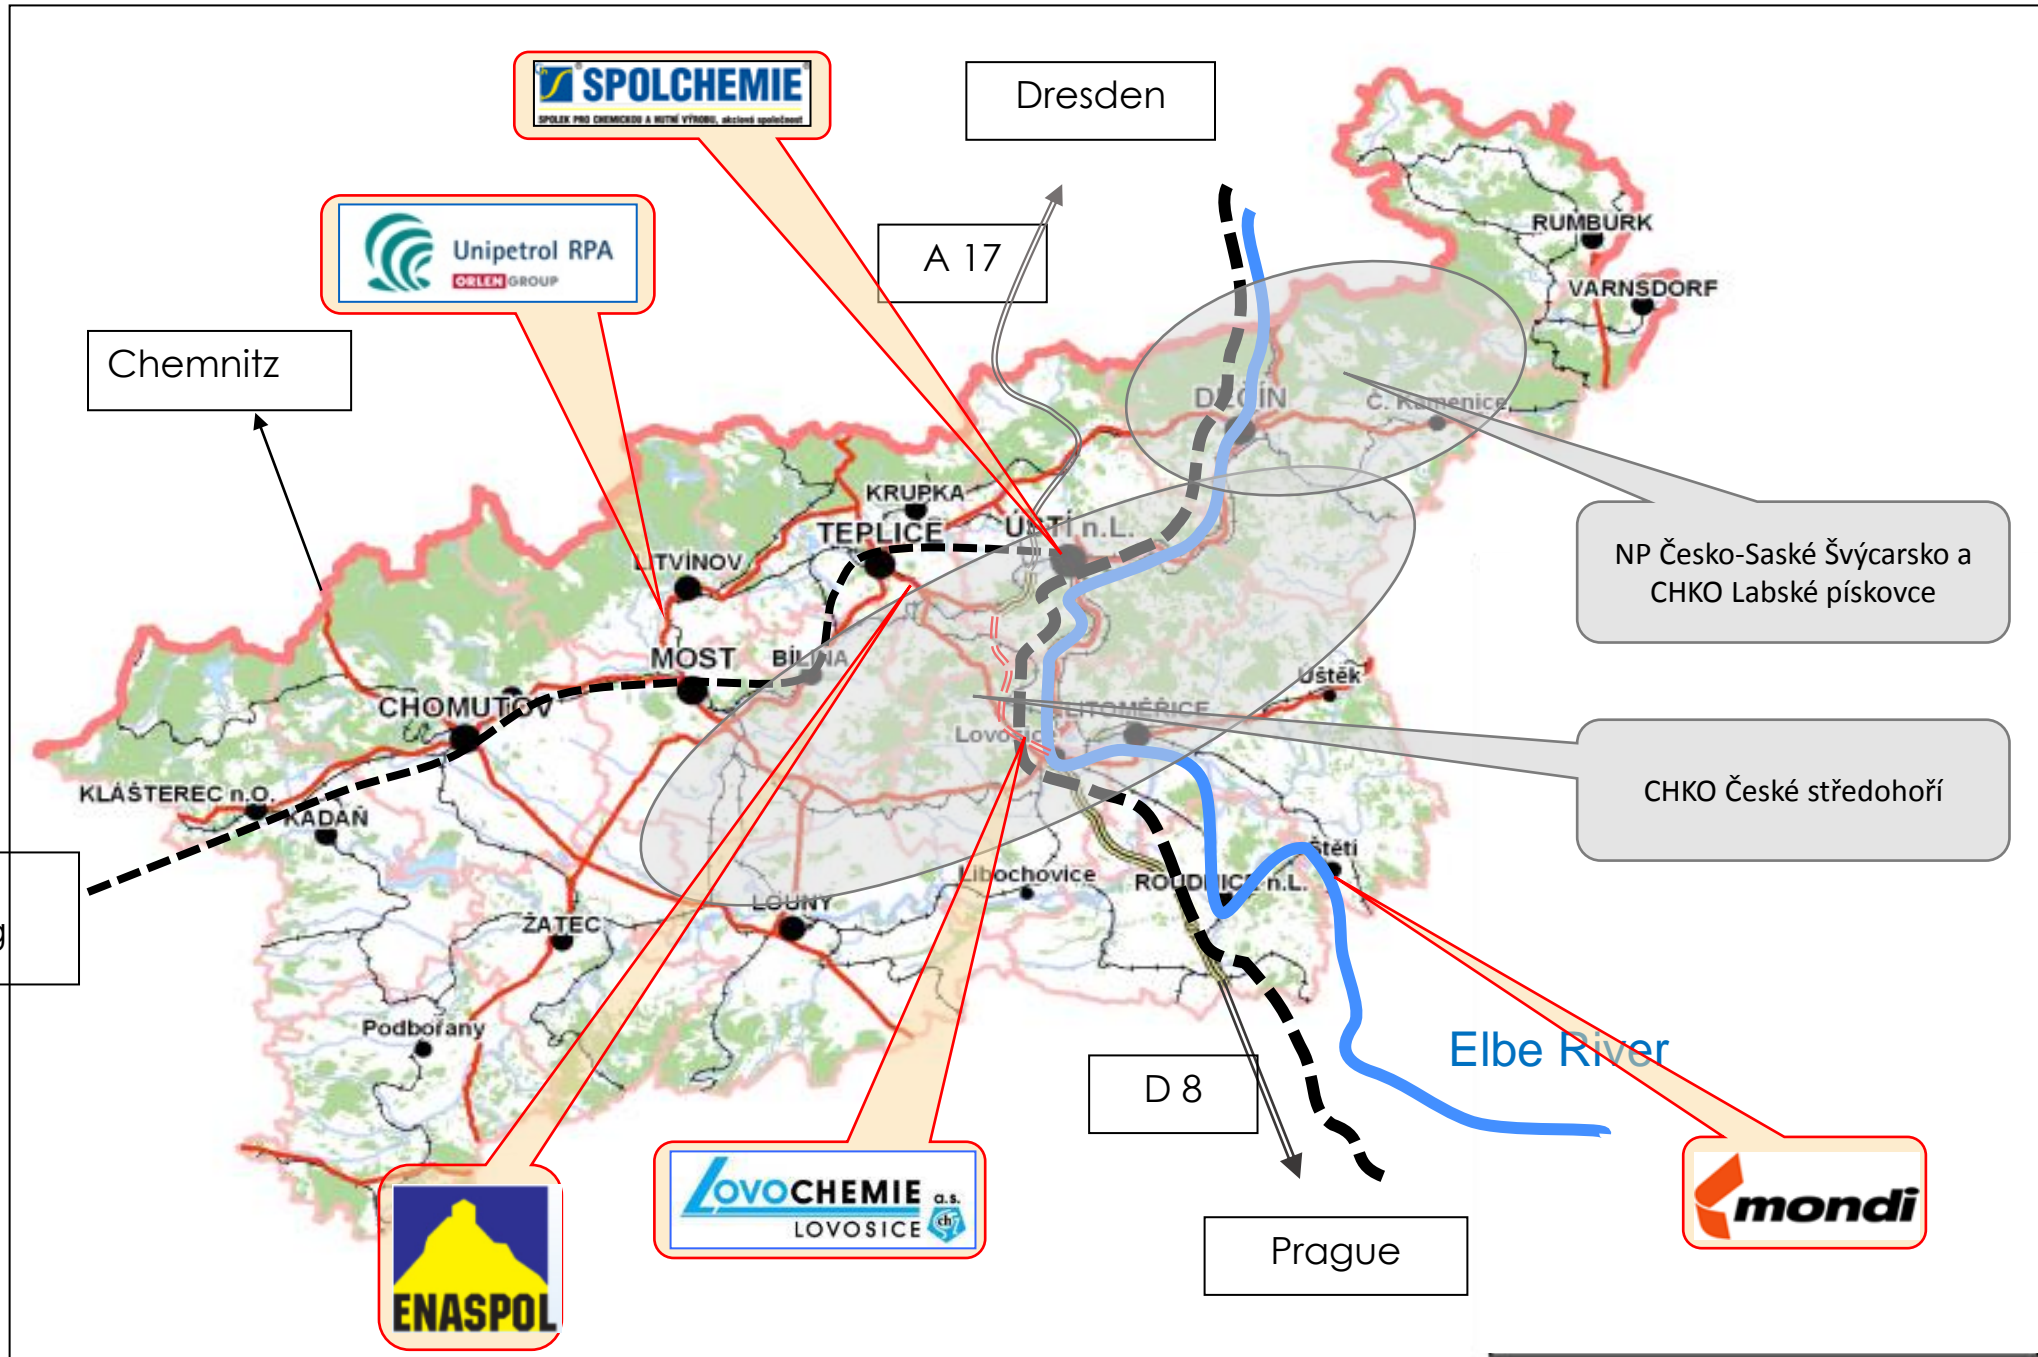 SPOLCHEMIE
SPOLEK PRO CHEMICKOU A HUTNÍ VÝROBU, akciová společnost
Dresden
Unipetrol RPA
ORLEN GROUP
A 17
RUMBURK
VARNSDORF
Chemnitz
DĚČÍN
Č. Kamenice
KRUPKA
TEPLICE
ÚSTÍ n.L.
NP Česko-Saské Švýcarsko a
CHKO Labské pískovce
LITVÍNOV
MOST
BÍLINA
Úštěk
CHOMUTOV
LITOMĚŘICE
Lovosice
CHKO České středohoří
KLÁŠTEREC n.O.
KADAŇ
Štětí
Libochovice
ROUDNICE n.L.
LOUNY
ŽATEC
g
Podbořany
Elbe River
D 8
LOVOCHEMIE a.s.
LOVOSICE
ch
mondi
Prague
ENASPOL